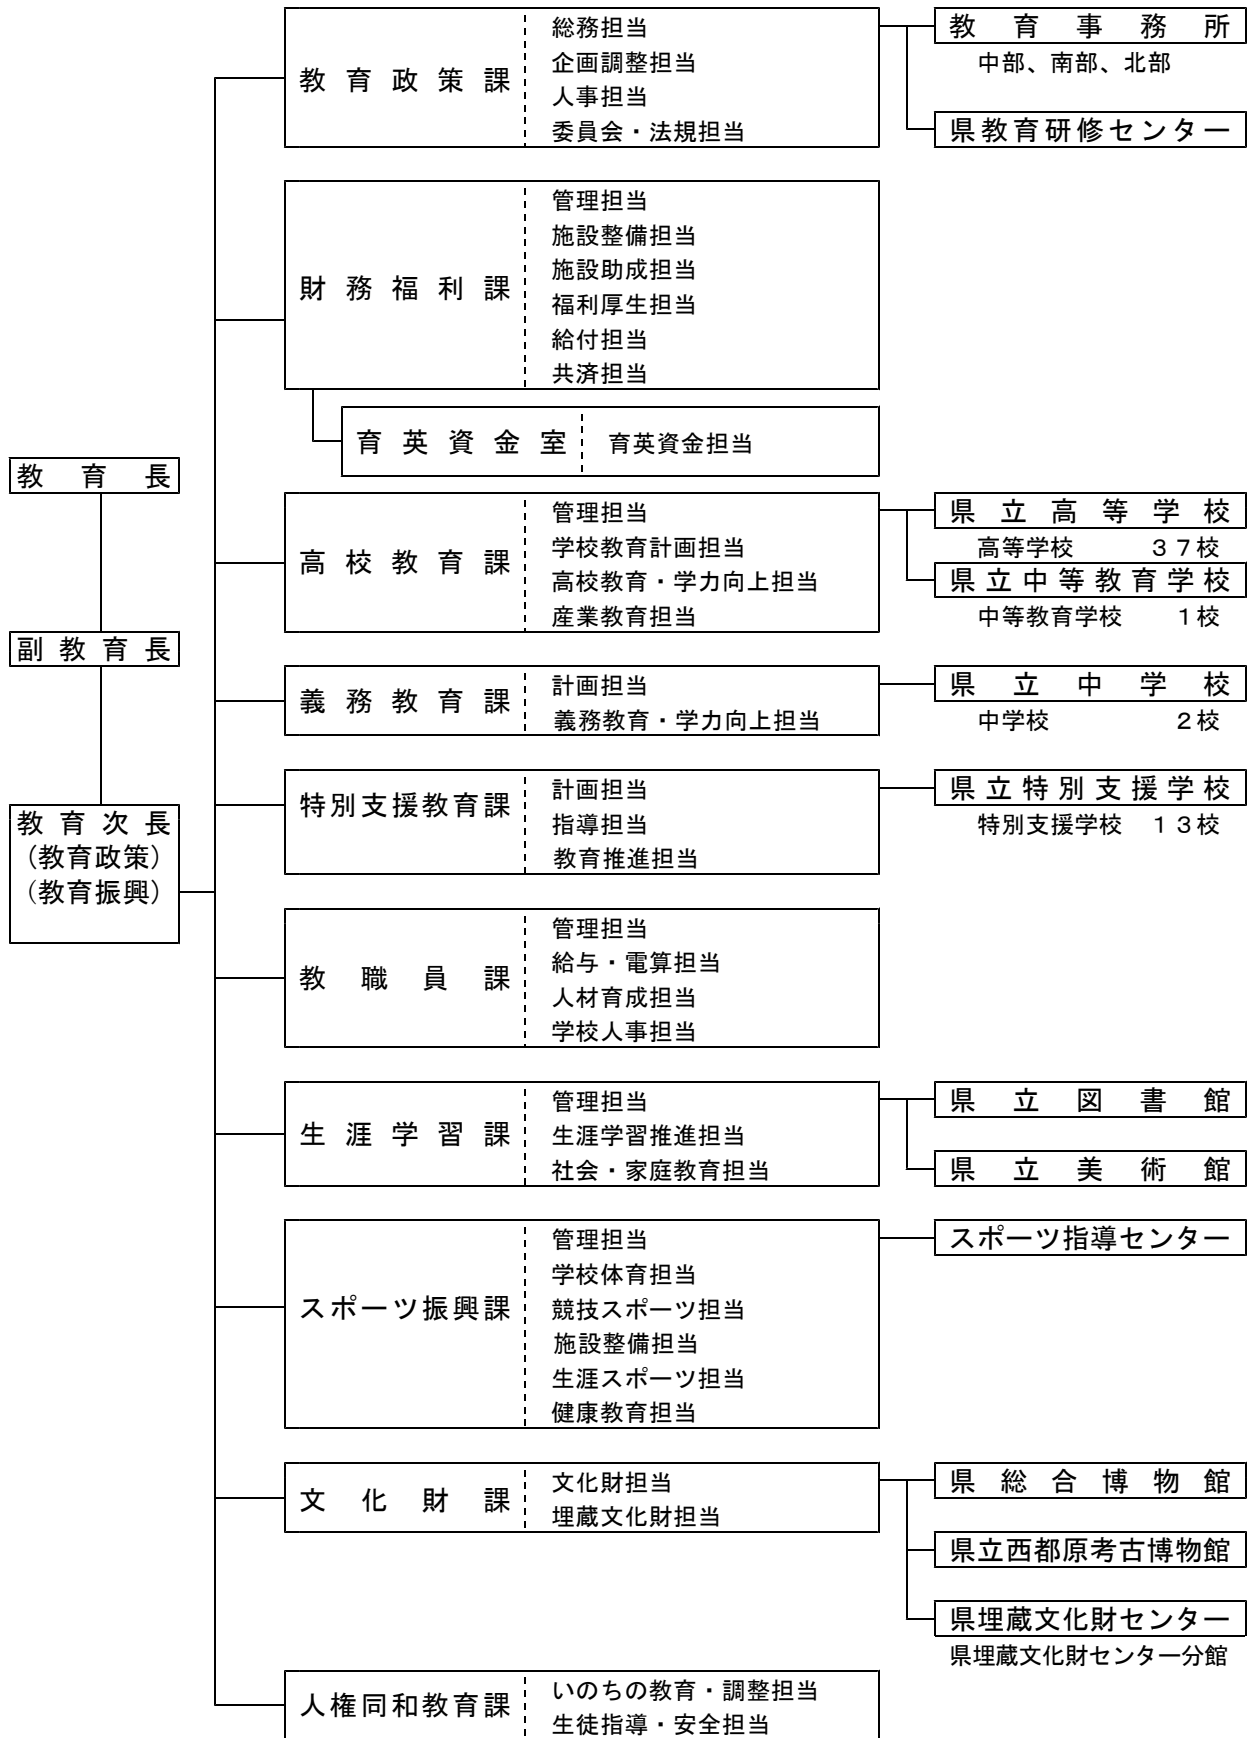 教育長
副教育長
教育次長
（教育政策）
（教育振興）
教育政策課
総務担当
企画調整担当
人事担当
委員会・法規担当
教育事務所
中部、南部、北部
県教育研修センター
財務福利課
管理担当
施設整備担当
施設助成担当
福利厚生担当
給付担当
共済担当
育英資金室
育英資金担当
高校教育課
管理担当
学校教育計画担当
高校教育・学力向上担当
産業教育担当
県立高等学校
高等学校　３７校
県立中等教育学校
中等教育学校　１校
義務教育課
計画担当
義務教育・学力向上担当
県立中学校
中学校　２校
特別支援教育課
計画担当
指導担当
教育推進担当
県立特別支援学校
特別支援学校　１３校
教職員課
管理担当
給与・電算担当
人材育成担当
学校人事担当
生涯学習課
管理担当
生涯学習推進担当
社会・家庭教育担当
県立図書館
県立美術館
スポーツ振興課
管理担当
学校体育担当
競技スポーツ担当
施設整備担当
生涯スポーツ担当
健康教育担当
スポーツ指導センター
文化財課
文化財担当
埋蔵文化財担当
県総合博物館
県立西都原考古博物館
県埋蔵文化財センター
県埋蔵文化財センター分館
人権同和教育課
いのちの教育・調整担当
生徒指導・安全担当